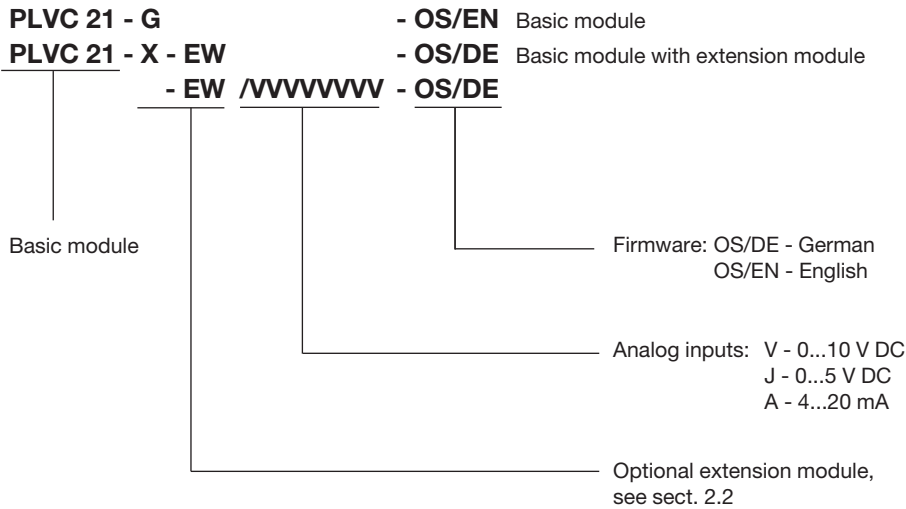 PLVC 21 - G - OS/EN Basic module
PLVC 21 - X - EW - OS/DE Basic module with extension module
- EW /VVVVVVVV - OS/DE
Basic module
Firmware: OS/DE - German
OS/EN - English
Analog inputs: V - 0...10 V DC
J - 0...5 V DC
A - 4...20 mA
Optional extension module,
see sect. 2.2